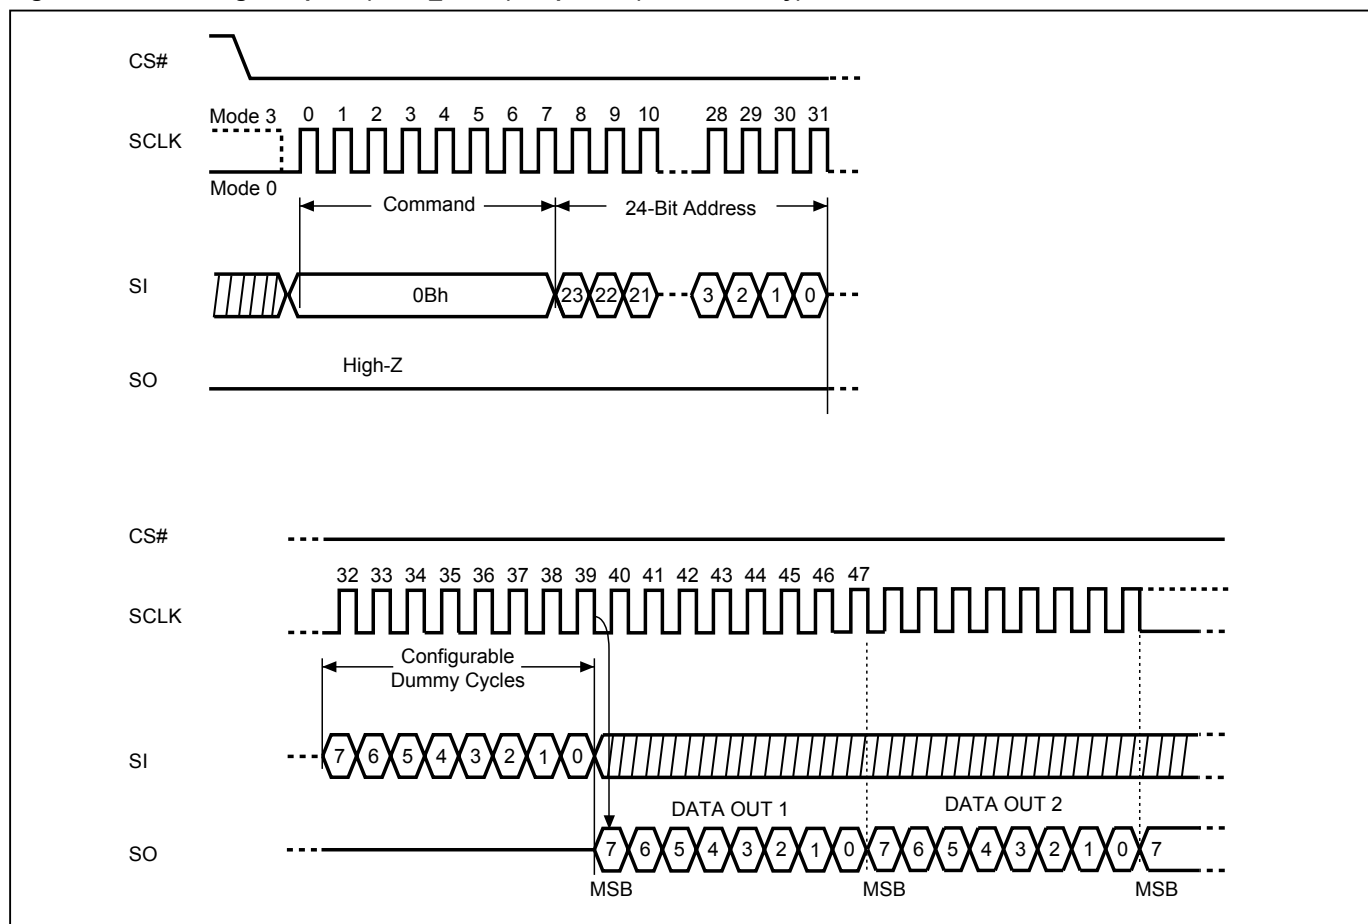 CS#
Mode 3 0 1 2 3 4 5 6 7 8 9 10 28 29 30 31
SCLK
Mode 0
Command 24-Bit Address
SI 0Bh 23 22 21 3 2 1 0
High-Z
SO
CS#
32 33 34 35 36 37 38 39 40 41 42 43 44 45 46 47
SCLK
Configurable
Dummy Cycles
SI 7 6 5 4 3 2 1 0
DATA OUT 1 DATA OUT 2
SO 7 6 5 4 3 2 1 0 7 6 5 4 3 2 1 0 7
MSB MSB MSB